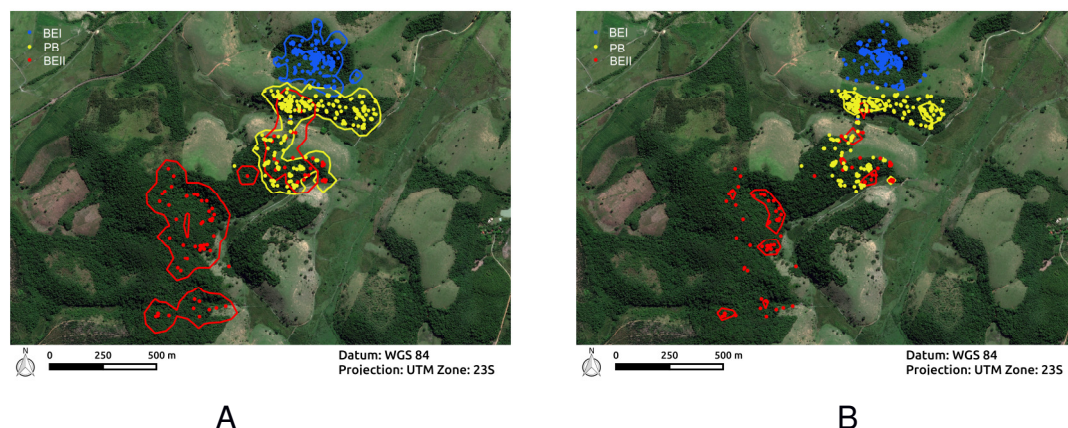 BEI
PB
BEII
N
0 250 500 m
Datum: WGS 84
Projection: UTM Zone: 23S
A
BEI
PB
BEII
N
0 250 500 m
Datum: WGS 84
Projection: UTM Zone: 23S
B